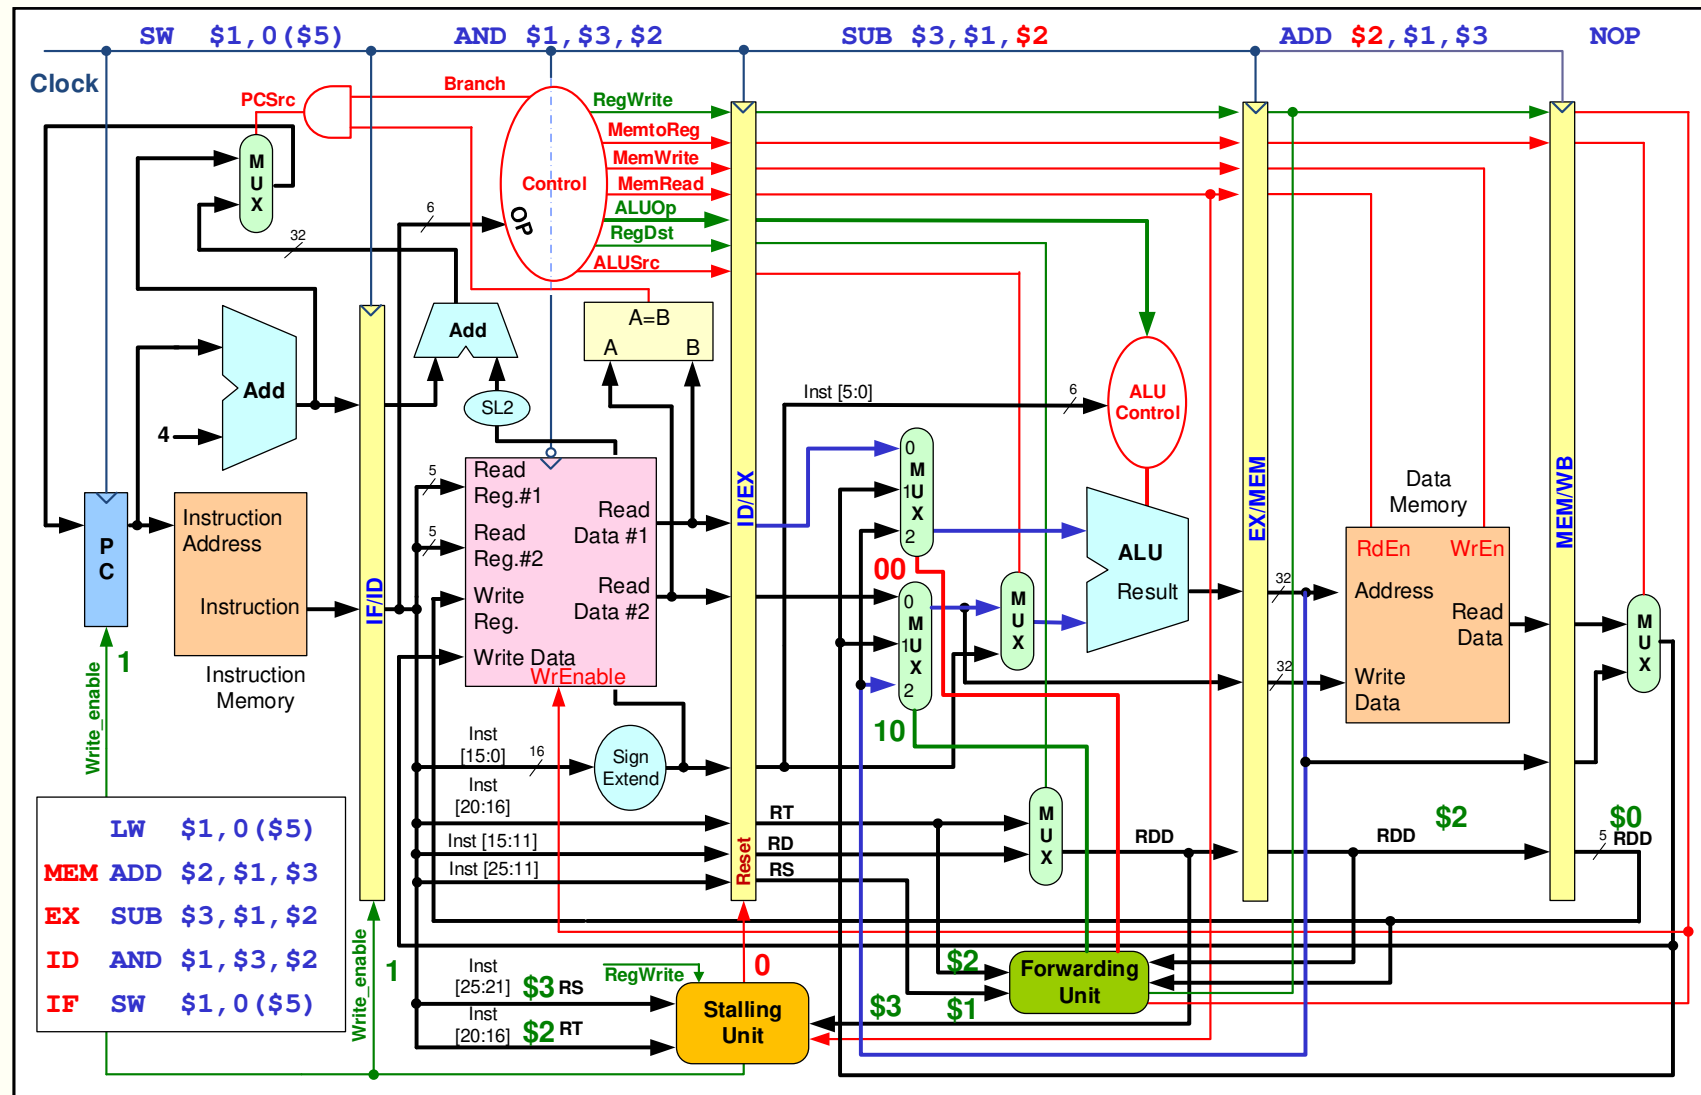 SW $1,0($5)
AND $1,$3,$2
SUB $3,$1,$2
ADD $2,$1,$3
NOP
Clock
PCSrc
Branch
RegWrite
MemtoReg
MemWrite
MemRead
ALUOp
RegDst
ALUSrc
Control
OP
M
U
X
6
32
Add
4
Add
SL2
A=B
A
B
Inst [5:0]
6
ALU
Control
P
C
Instruction
Address
Instruction
Instruction
Memory
IF/ID
5
Read
Reg.#1
5
Read
Reg.#2
Write
Reg.
Write Data
WrEnable
Read
Data #1
Read
Data #2
ID/EX
Reset
0
M
1U
X
2
00
0
M
1U
X
2
10
M
U
X
ALU
Result
EX/MEM
32
32
Data
Memory
RdEn
WrEn
Address
Read
Data
Write
Data
MEM/WB
M
U
X
Write_enable
1
Inst
[15:0]
16
Sign
Extend
Inst
[20:16]
Inst [15:11]
Inst [25:11]
RT
RD
RS
M
U
X
RDD
RDD
$2
$0
5
RDD
LW $1,0($5)
MEM ADD $2,$1,$3
EX SUB $3,$1,$2
ID AND $1,$3,$2
IF SW $1,0($5)
Write_enable
1
Inst
[25:21]
$3 RS
Inst
[20:16]
$2 RT
RegWrite
0
Stalling
Unit
$3
$2
$1
Forwarding
Unit